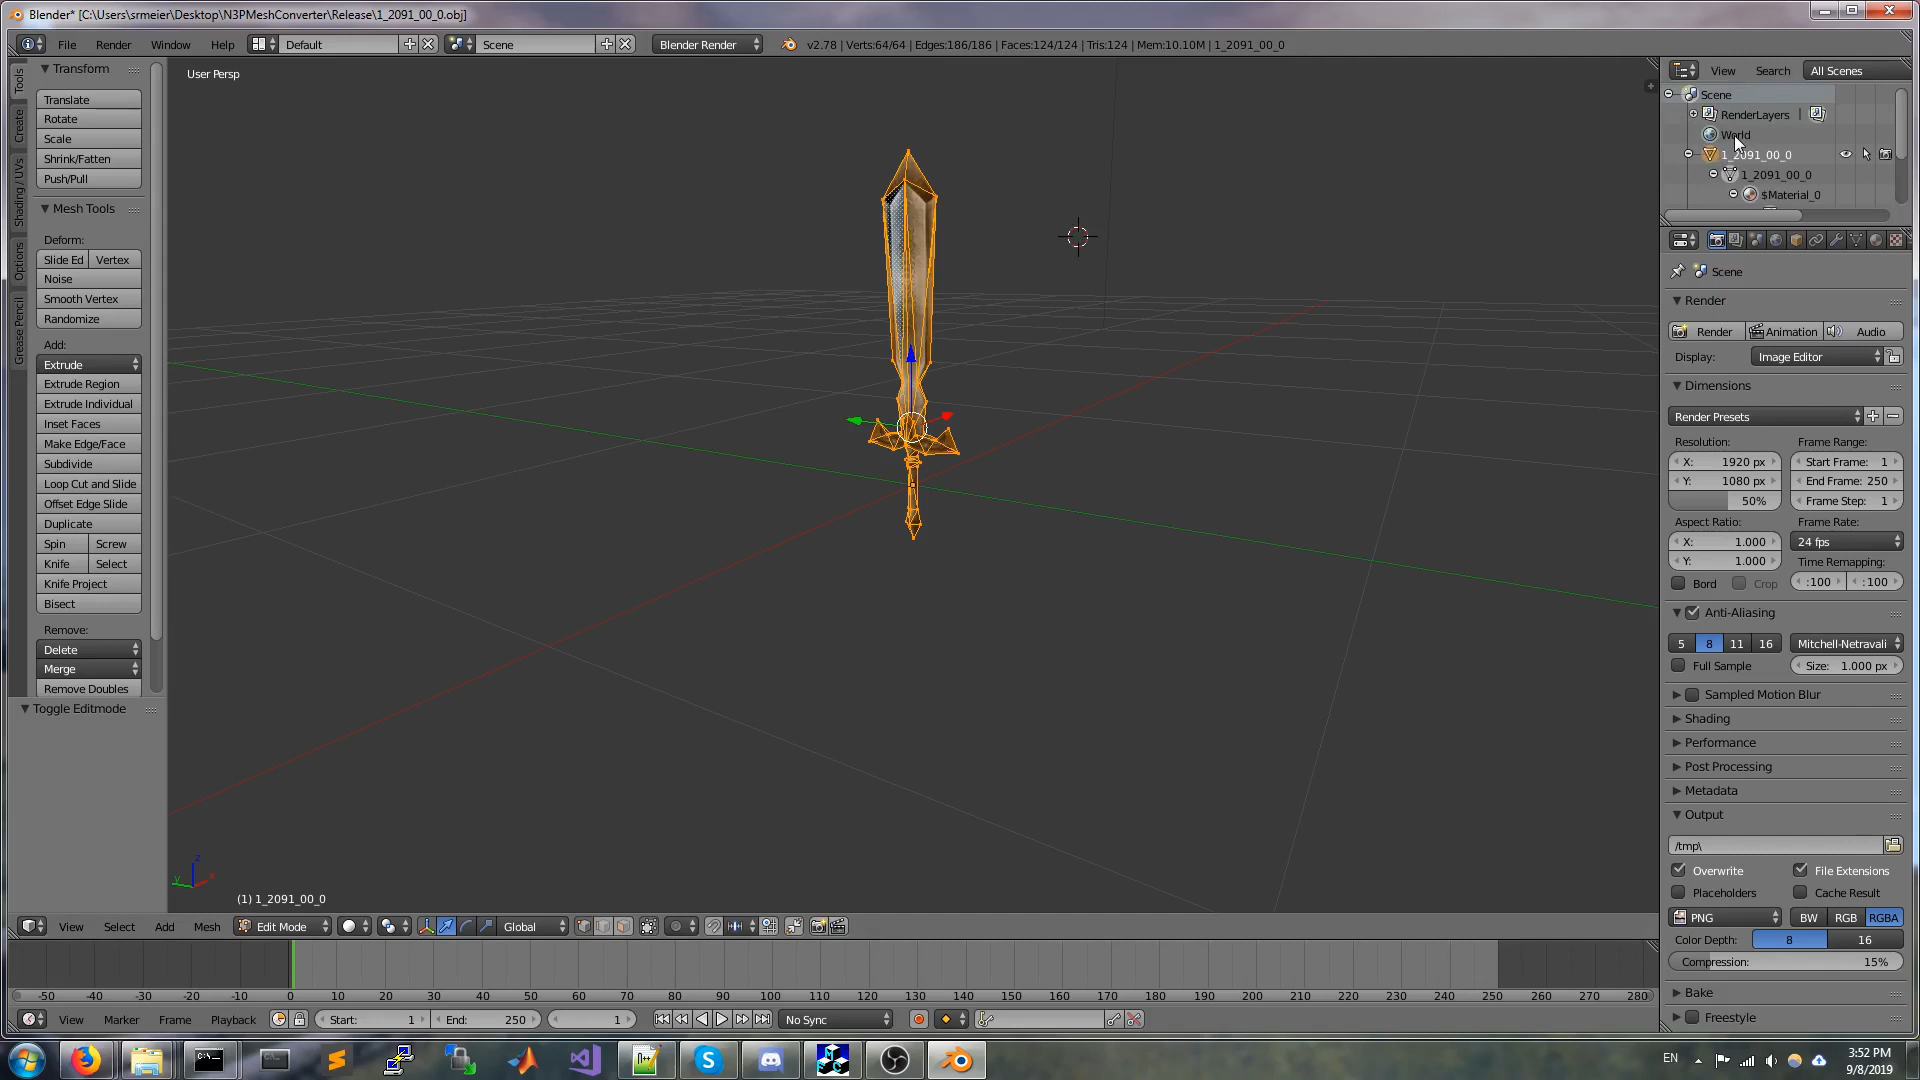 Blender* [C:\Users\srmeier\Desktop\N3PMeshConverter\Release\1_2091_00_0.obj]
File Render Window Help Default Scene Blender Render v2.78 | Verts:64/64 | Edges:186/186 | Faces:124/124 | Tris:124 | Mem:10.10M | 1_2091_00_0
Tools
Create
Shading / UVs
Options
Grease Pencil
Transform
Translate
Rotate
Scale
Shrink/Fatten
Push/Pull
Mesh Tools
Deform:
Slide Ed Vertex
Noise
Smooth Vertex
Randomize
Add:
Extrude
Extrude Region
Extrude Individual
Inset Faces
Make Edge/Face
Subdivide
Loop Cut and Slide
Offset Edge Slide
Duplicate
Spin Screw
Knife Select
Knife Project
Bisect
Remove:
Delete
Merge
Remove Doubles
Toggle Editmode
User Persp
z
y x
(1) 1_2091_00_0
View Search All Scenes
Scene
RenderLayers |
World
1_2091_00_0
1_2091_00_0
$Material_0
Scene
Render
Render Animation Audio
Display: Image Editor
Dimensions
Render Presets
Resolution: Frame Range:
X: 1920 px Start Frame: 1
Y: 1080 px End Frame: 250
50% Frame Step: 1
Aspect Ratio: Frame Rate:
X: 1.000 24 fps
Y: 1.000 Time Remapping:
Bord Crop :100 :100
Anti-Aliasing
5 8 11 16 Mitchell-Netravali
Full Sample Size: 1.000 px
Sampled Motion Blur
Shading
Performance
Post Processing
Metadata
Output
/tmp\
Overwrite File Extensions
Placeholders Cache Result
PNG BW RGB RGBA
Color Depth: 8 16
Compression: 15%
Bake
Freestyle
View Select Add Mesh Edit Mode Global
-50 -40 -30 -20 -10 0 10 20 30 40 50 60 70 80 90 100 110 120 130 140 150 160 170 180 190 200 210 220 230 240 250 260 270 280
View Marker Frame Playback Start: 1 End: 250 1 No Sync
EN 3:52 PM
9/8/2019